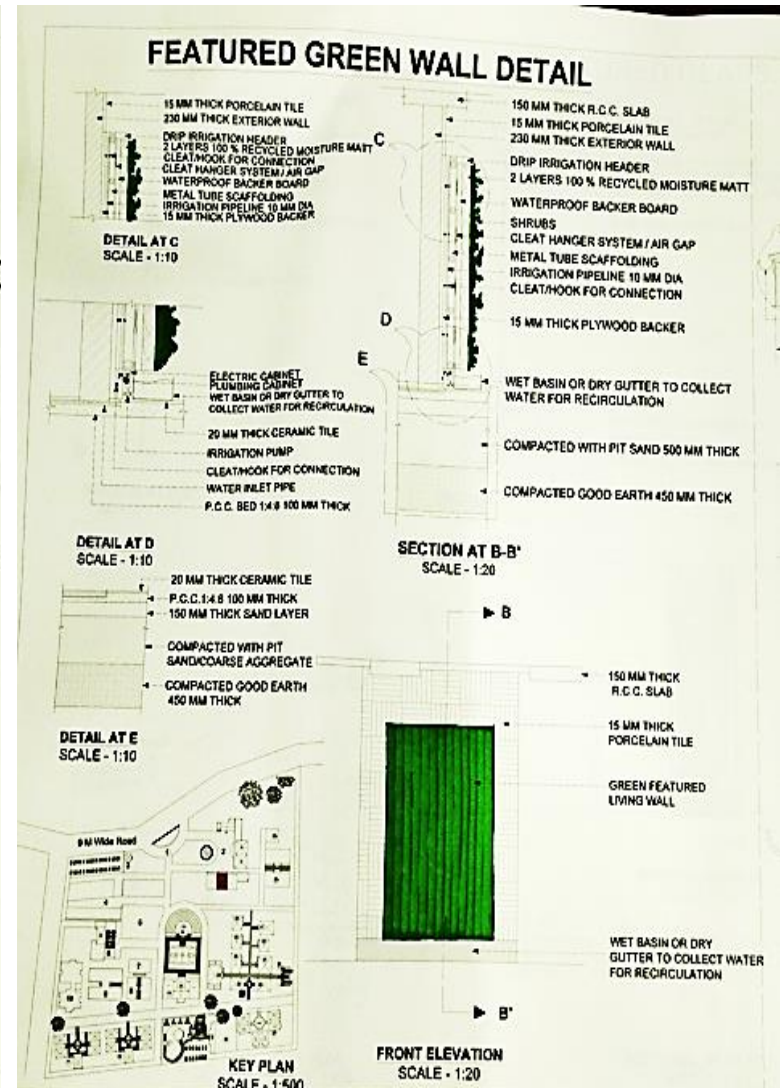 FEATURED GREEN WALL DETAIL
15 MM THICK PORCELAIN TILE
230 MM THICK EXTERIOR WALL
DRIP IRRIGATION HEADER
2 LAYERS 100 % RECYCLED MOISTURE MATT
CLEAT/HOOK FOR CONNECTION
CLEAT HANGER SYSTEM / AIR GAP
WATERPROOF BACKER BOARD
METAL TUBE SCAFFOLDING
IRRIGATION PIPELINE 10 MM DIA
15 MM THICK PLYWOOD BACKER
DETAIL AT C
SCALE - 1:10
150 MM THICK R.C.C. SLAB
15 MM THICK PORCELAIN TILE
230 MM THICK EXTERIOR WALL
C
DRIP IRRIGATION HEADER
2 LAYERS 100 % RECYCLED MOISTURE MATT
WATERPROOF BACKER BOARD
SHRUBS
CLEAT HANGER SYSTEM / AIR GAP
METAL TUBE SCAFFOLDING
IRRIGATION PIPELINE 10 MM DIA
CLEAT/HOOK FOR CONNECTION
D
15 MM THICK PLYWOOD BACKER
E
WET BASIN OR DRY GUTTER TO COLLECT
WATER FOR RECIRCULATION
COMPACTED WITH PIT SAND 500 MM THICK
COMPACTED GOOD EARTH 450 MM THICK
SECTION AT B-B'
SCALE - 1:20
ELECTRIC CABINET
PLUMBING CABINET
WET BASIN OR DRY GUTTER TO
COLLECT WATER FOR RECIRCULATION
20 MM THICK CERAMIC TILE
IRRIGATION PUMP
CLEAT/HOOK FOR CONNECTION
WATER INLET PIPE
P.C.C. BED 1:4:8 100 MM THICK
DETAIL AT D
SCALE - 1:10
20 MM THICK CERAMIC TILE
P.C.C.1:4:8 100 MM THICK
150 MM THICK SAND LAYER
COMPACTED WITH PIT
SAND/COARSE AGGREGATE
COMPACTED GOOD EARTH
450 MM THICK
DETAIL AT E
SCALE - 1:10
B
150 MM THICK
R.C.C. SLAB
15 MM THICK
PORCELAIN TILE
GREEN FEATURED
LIVING WALL
WET BASIN OR DRY
GUTTER TO COLLECT WATER
FOR RECIRCULATION
B'
FRONT ELEVATION
SCALE - 1:20
9 M Wide Road
KEY PLAN
SCALE - 1:500